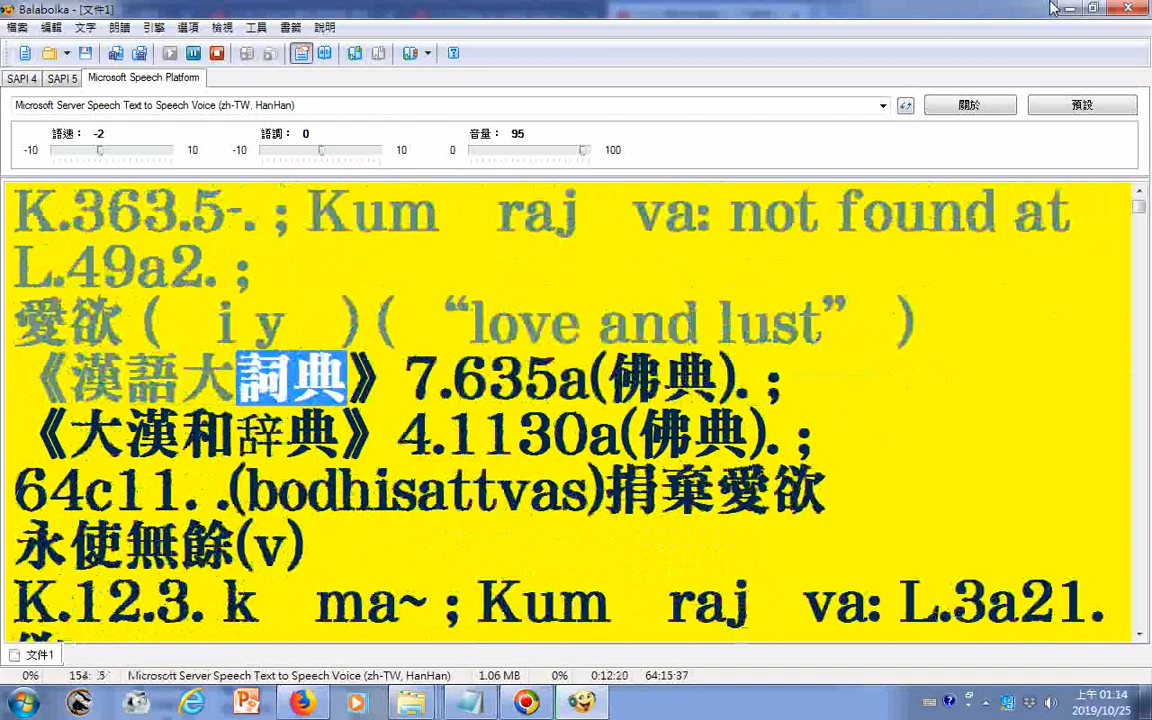 Balabolka - [文件1]
檔案 編輯 文字 朗讀 引擎 選項 檢視 工具 書籤 說明
SAPI 4 SAPI 5 Microsoft Speech Platform
Microsoft Server Speech Text to Speech Voice (zh-TW, HanHan) 關於 預設
語速： -2 語調： 0 音量： 95
-10 10 -10 10 0 100
K.363.5-. ; Kum raj va: not found at
L.49a2. ;
愛欲 ( i y ) ( “love and lust” )
《漢語大詞典》 7.635a(佛典). ;
《大漢和辞典》 4.1130a(佛典). ;
64c11. .(bodhisattvas)捐棄愛欲
永使無餘(v)
K.12.3. k ma~ ; Kum raj va: L.3a21.
文件1
0% Microsoft Server Speech Text to Speech Voice (zh-TW, HanHan) 1.06 MB 0% 0:12:20 64:15:37
上午 01:14
2019/10/25